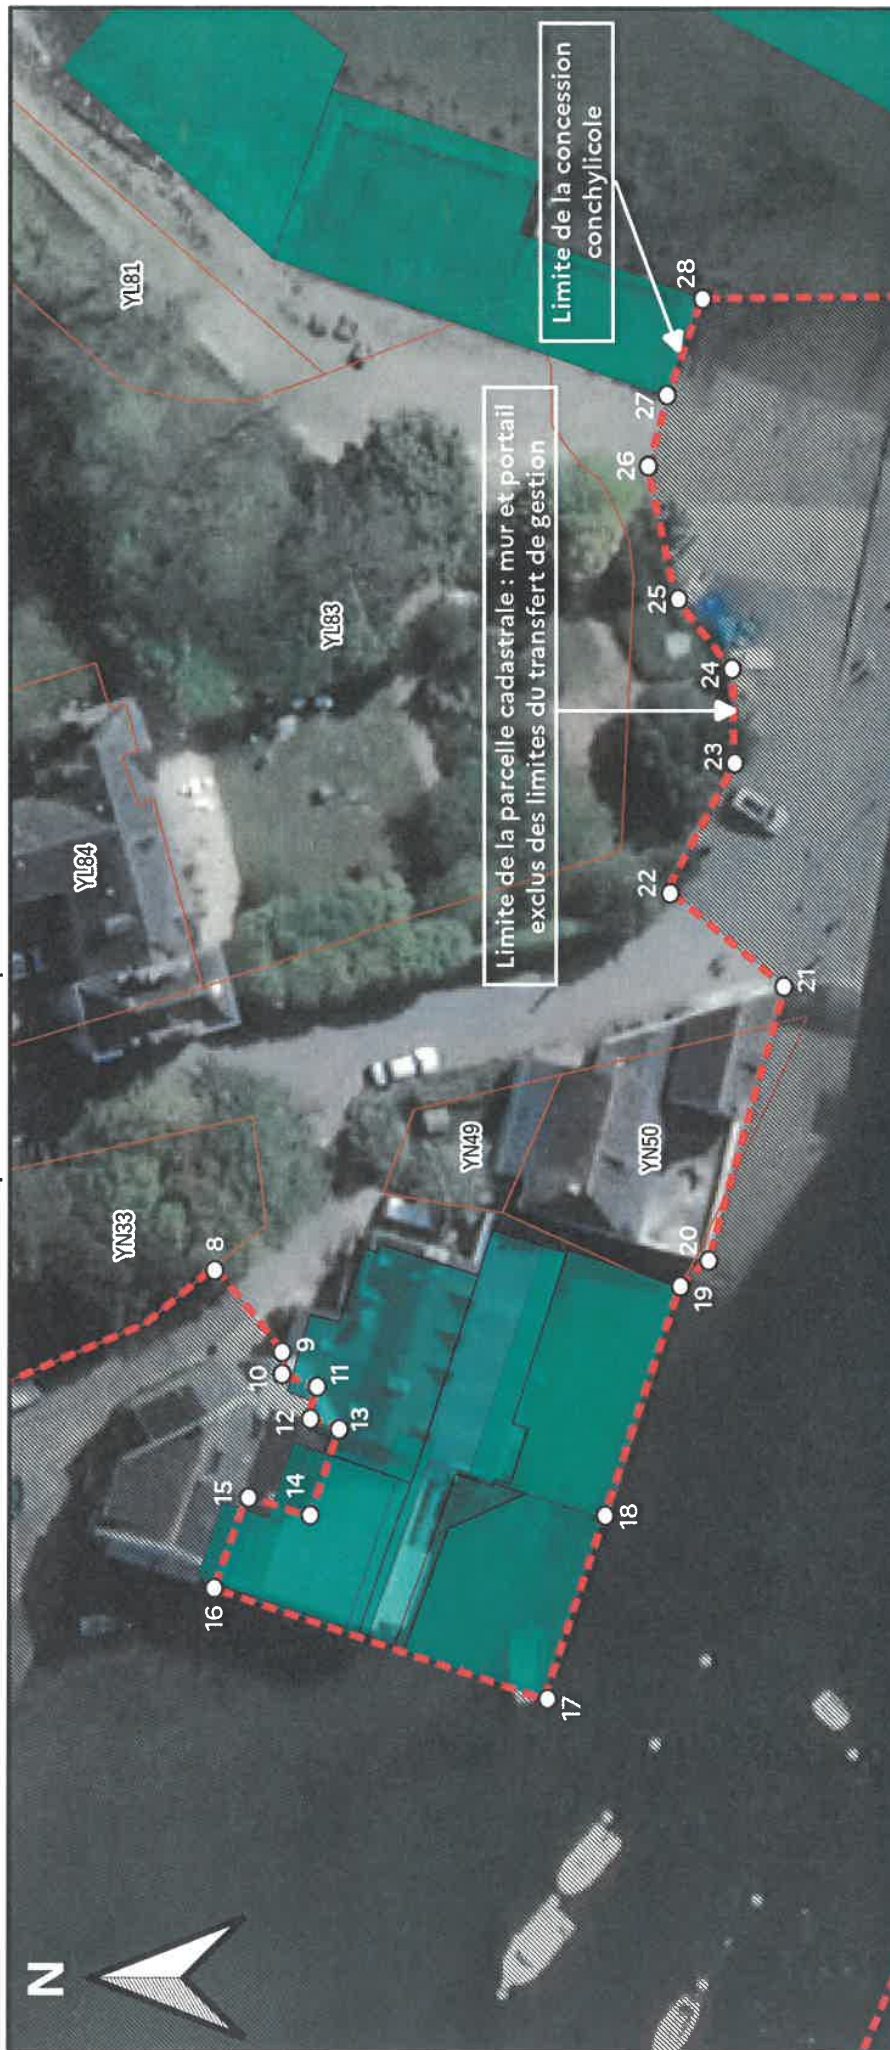 N
YN33
YL84
YL83
YL81
YN49
YN50
8
9
10
11
12
13
14
15
16
17
18
19
20
21
22
23
24
25
26
27
28
Limite de la parcelle cadastrale : mur et portail
exclus des limites du transfert de gestion
Limite de la concession
conchylicole